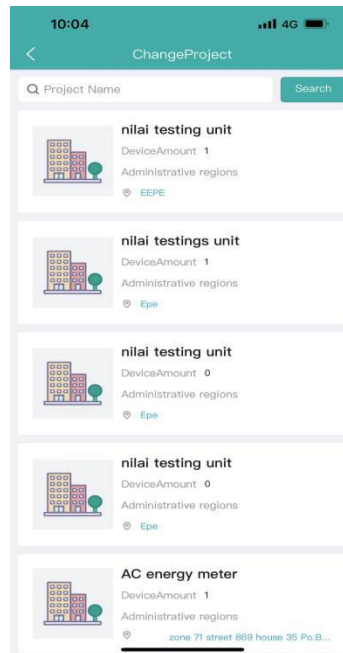 10:04
4G
ChangeProject
Project Name
Search
nilai testing unit
DeviceAmount 1
Administrative regions
EEPE
nilai testings unit
DeviceAmount 1
Administrative regions
Epe
nilai testing unit
DeviceAmount 0
Administrative regions
Epe
nilai testing unit
DeviceAmount 0
Administrative regions
Epe
AC energy meter
DeviceAmount 1
Administrative regions
zone 71 street 869 house 35 Po.B...